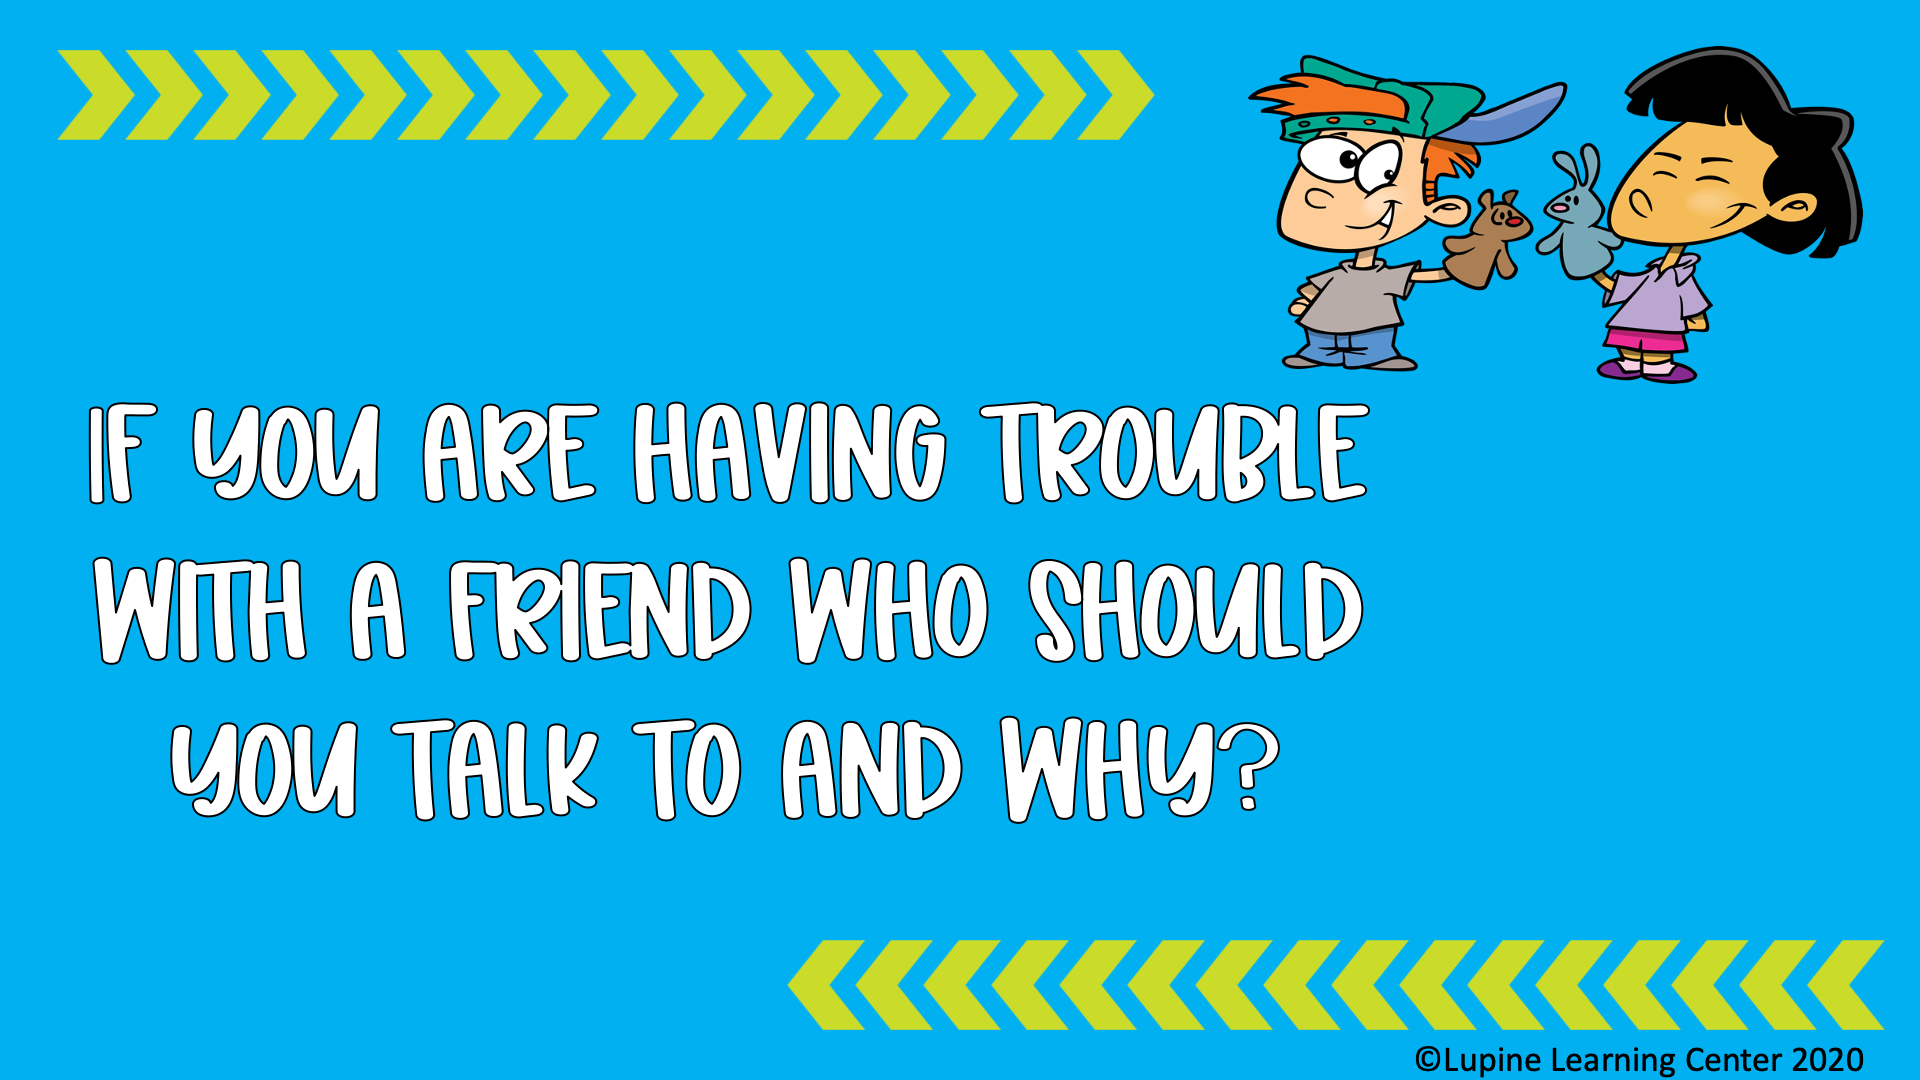 IF YOU ARE HAVING TROUBLE
WITH A FRIEND WHO SHOULD
YOU TALK TO AND WHY?
©Lupine Learning Center 2020